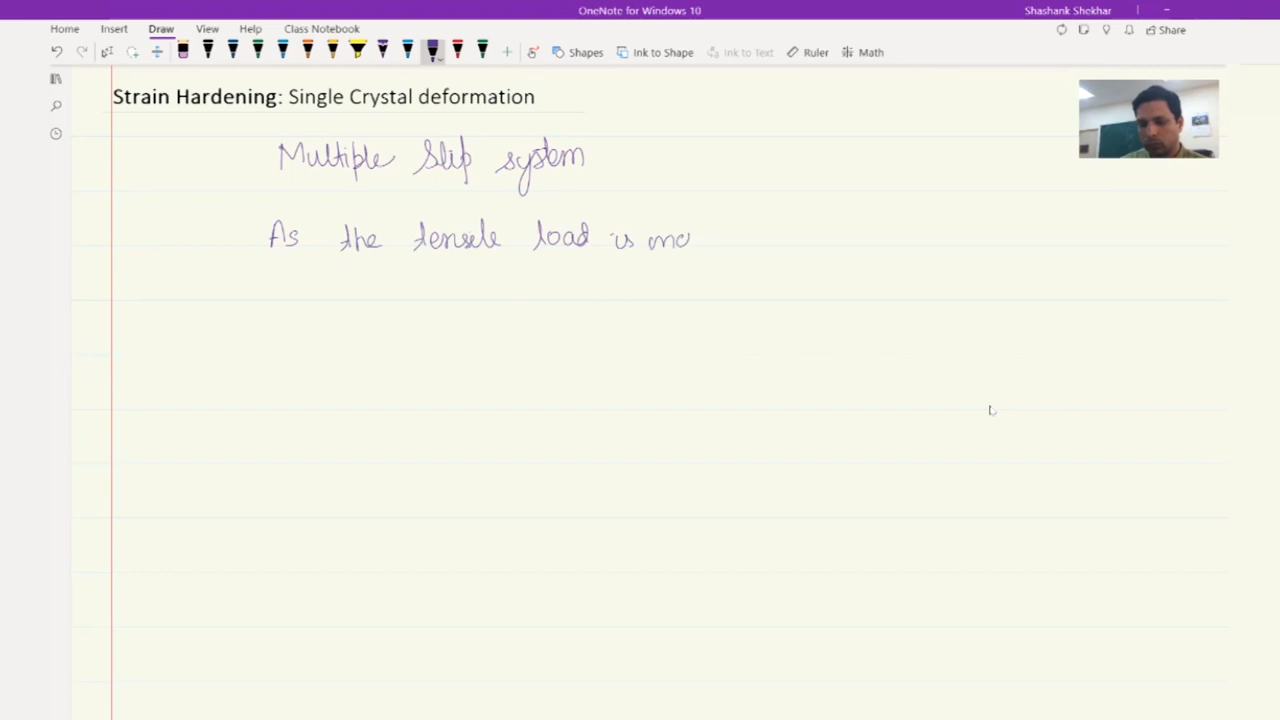 OneNote for Windows 10
Shashank Shekhar
Home Insert Draw View Help Class Notebook
Share
Shapes Ink to Shape Ink to Text Ruler Math
Strain Hardening: Single Crystal deformation
Multiple slip system
As the tensile load is inc